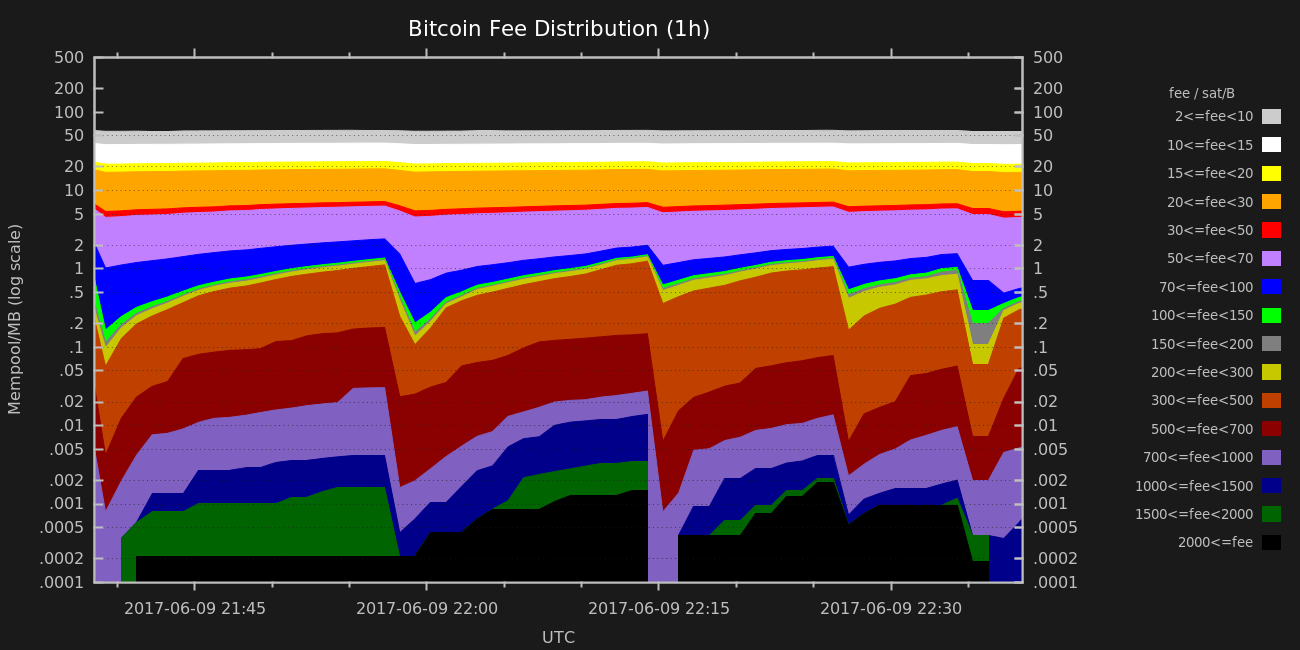 Bitcoin Fee Distribution (1h)
500
200
100
50
20
10
5
2
1
.5
.2
.1
.05
.02
.01
.005
.002
.001
.0005
.0002
.0001
Mempool/MB (log scale)
500
200
100
50
20
10
5
2
1
.5
.2
.1
.05
.02
.01
.005
.002
.001
.0005
.0002
.0001
2017-06-09 21:45
2017-06-09 22:00
2017-06-09 22:15
2017-06-09 22:30
UTC
fee / sat/B
2<=fee<10
10<=fee<15
15<=fee<20
20<=fee<30
30<=fee<50
50<=fee<70
70<=fee<100
100<=fee<150
150<=fee<200
200<=fee<300
300<=fee<500
500<=fee<700
700<=fee<1000
1000<=fee<1500
1500<=fee<2000
2000<=fee